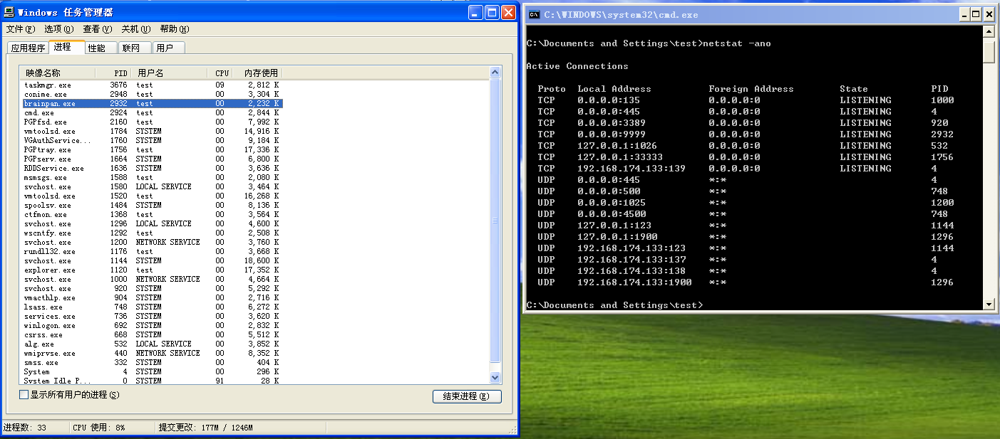 Windows 任务管理器
文件(F) 选项(O) 查看(V) 关机(U) 帮助(H)
应用程序 进程 性能 联网 用户
映像名称 PID 用户名 CPU 内存使用
taskmgr.exe 3676 test 09 2,812 K
conime.exe 2948 test 00 3,304 K
brainpan.exe 2932 test 00 2,232 K
cmd.exe 2924 test 00 2,844 K
PGPfsd.exe 2160 test 00 7,992 K
vmtoolsd.exe 1784 SYSTEM 00 14,916 K
VGAuthService... 1760 SYSTEM 00 9,184 K
PGPtray.exe 1756 test 00 17,336 K
PGPserv.exe 1664 SYSTEM 00 6,800 K
RDDService.exe 1636 SYSTEM 00 3,636 K
msmsgs.exe 1588 test 00 2,080 K
svchost.exe 1580 LOCAL SERVICE 00 3,464 K
vmtoolsd.exe 1520 test 00 16,268 K
spoolsv.exe 1484 SYSTEM 00 8,136 K
ctfmon.exe 1368 test 00 3,564 K
svchost.exe 1296 LOCAL SERVICE 00 4,600 K
wscntfy.exe 1292 test 00 2,508 K
svchost.exe 1200 NETWORK SERVICE 00 3,760 K
rundll32.exe 1176 test 00 3,668 K
svchost.exe 1144 SYSTEM 00 18,600 K
explorer.exe 1120 test 00 17,352 K
svchost.exe 1000 NETWORK SERVICE 00 4,664 K
svchost.exe 920 SYSTEM 00 5,292 K
vmacthlp.exe 904 SYSTEM 00 2,716 K
lsass.exe 748 SYSTEM 00 6,272 K
services.exe 736 SYSTEM 00 3,620 K
winlogon.exe 692 SYSTEM 00 2,832 K
csrss.exe 668 SYSTEM 00 5,512 K
alg.exe 532 LOCAL SERVICE 00 3,852 K
wmiprvse.exe 440 NETWORK SERVICE 00 8,352 K
smss.exe 332 SYSTEM 00 404 K
System 4 SYSTEM 00 296 K
System Idle P... 0 SYSTEM 91 28 K
显示所有用户的进程(S) 结束进程(E)
进程数: 33 CPU 使用: 8% 提交更改: 177M / 1246M
C:\WINDOWS\system32\cmd.exe
C:\Documents and Settings\test>netstat -ano
Active Connections
Proto Local Address Foreign Address State PID
TCP 0.0.0.0:135 0.0.0.0:0 LISTENING 1000
TCP 0.0.0.0:445 0.0.0.0:0 LISTENING 4
TCP 0.0.0.0:3389 0.0.0.0:0 LISTENING 920
TCP 0.0.0.0:9999 0.0.0.0:0 LISTENING 2932
TCP 127.0.0.1:1026 0.0.0.0:0 LISTENING 532
TCP 127.0.0.1:33333 0.0.0.0:0 LISTENING 1756
TCP 192.168.174.133:139 0.0.0.0:0 LISTENING 4
UDP 0.0.0.0:445 *:* 4
UDP 0.0.0.0:500 *:* 748
UDP 0.0.0.0:1025 *:* 1200
UDP 0.0.0.0:4500 *:* 748
UDP 127.0.0.1:123 *:* 1144
UDP 127.0.0.1:1900 *:* 1296
UDP 192.168.174.133:123 *:* 1144
UDP 192.168.174.133:137 *:* 4
UDP 192.168.174.133:138 *:* 4
UDP 192.168.174.133:1900 *:* 1296
C:\Documents and Settings\test>